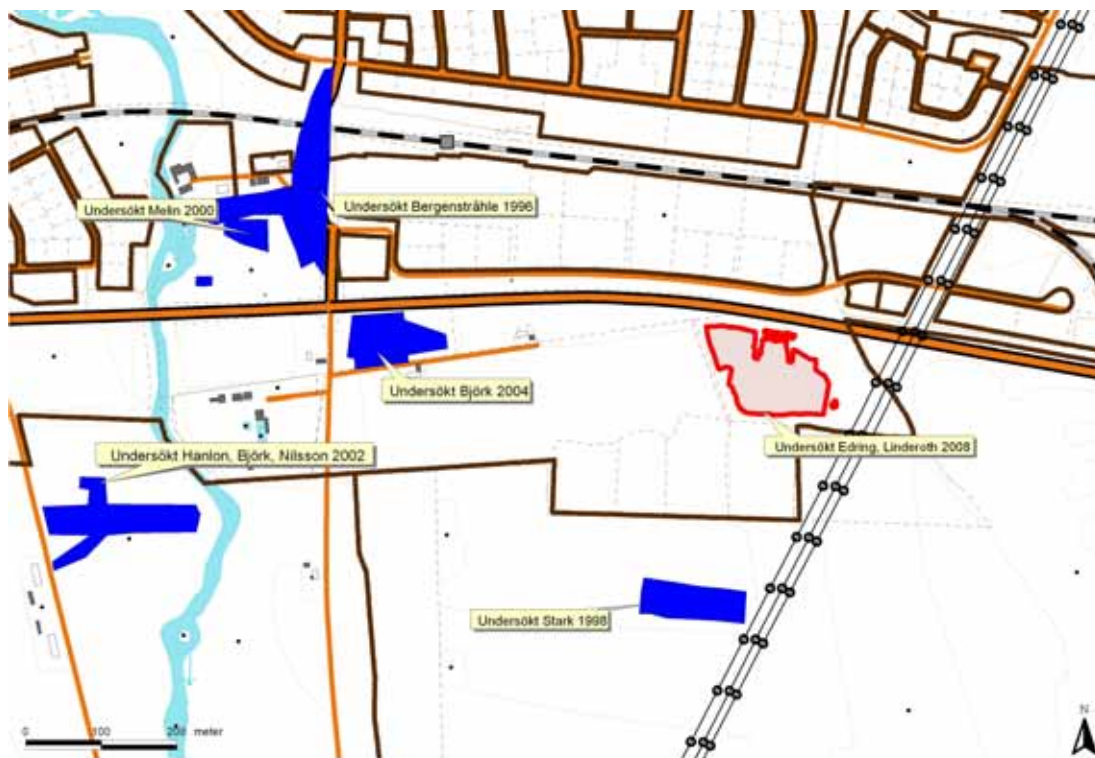 Undersökt Melin 2000
Undersökt Bergenstråhle 1996
Undersökt Björk 2004
Undersökt Edring, Linderoth 2008
Undersökt Hanlon, Björk, Nilsson 2002
Undersökt Stark 1998
0 100 200 meter
N